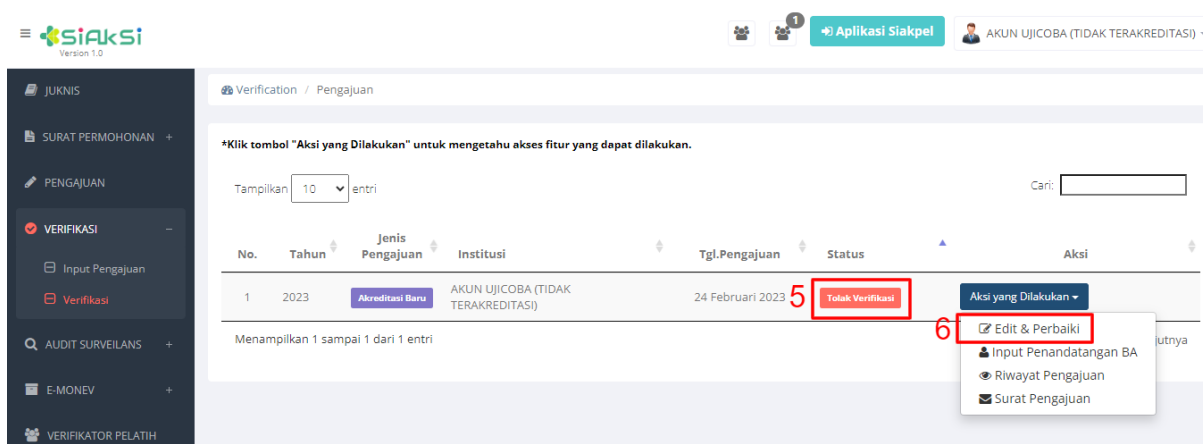 SiAkSi
Version 1.0
1
Aplikasi Siakpel
AKUN UJICOBA (TIDAK TERAKREDITASI)
JUKNIS
SURAT PERMOHONAN +
PENGAJUAN
VERIFIKASI –
Input Pengajuan
Verifikasi
AUDIT SURVEILANS +
E-MONEV +
VERIFIKATOR PELATIH
Verification / Pengajuan
*Klik tombol "Aksi yang Dilakukan" untuk mengetahu akses fitur yang dapat dilakukan.
Tampilkan 10 entri
Cari:
No. Tahun Jenis Pengajuan Institusi Tgl.Pengajuan Status Aksi
1 2023 Akreditasi Baru AKUN UJICOBA (TIDAK TERAKREDITASI) 24 Februari 2023 5 Tolak Verifikasi Aksi yang Dilakukan
Menampilkan 1 sampai 1 dari 1 entri
6 Edit & Perbaiki
Input Penandatangan BA
Riwayat Pengajuan
Surat Pengajuan